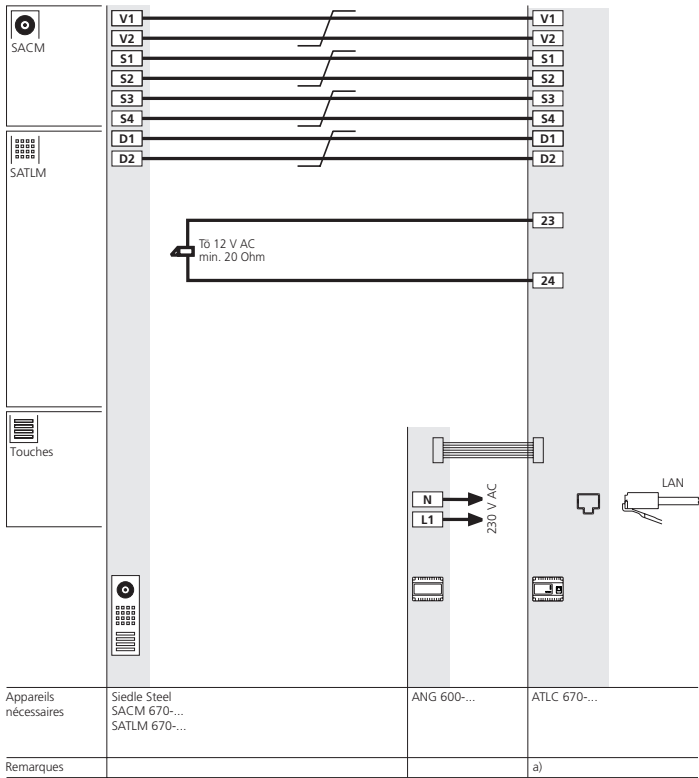 SACM
V1 V1
V2 V2
S1 S1
S2 S2
S3 S3
S4 S4
D1 D1
D2 D2
SATLM
23
Tö 12 V AC
min. 20 Ohm
24
Touches
LAN
N
L1
230 V AC
Appareils
nécessaires
Siedle Steel
SACM 670-...
SATLM 670-...
ANG 600-...
ATLC 670-...
Remarques
a)